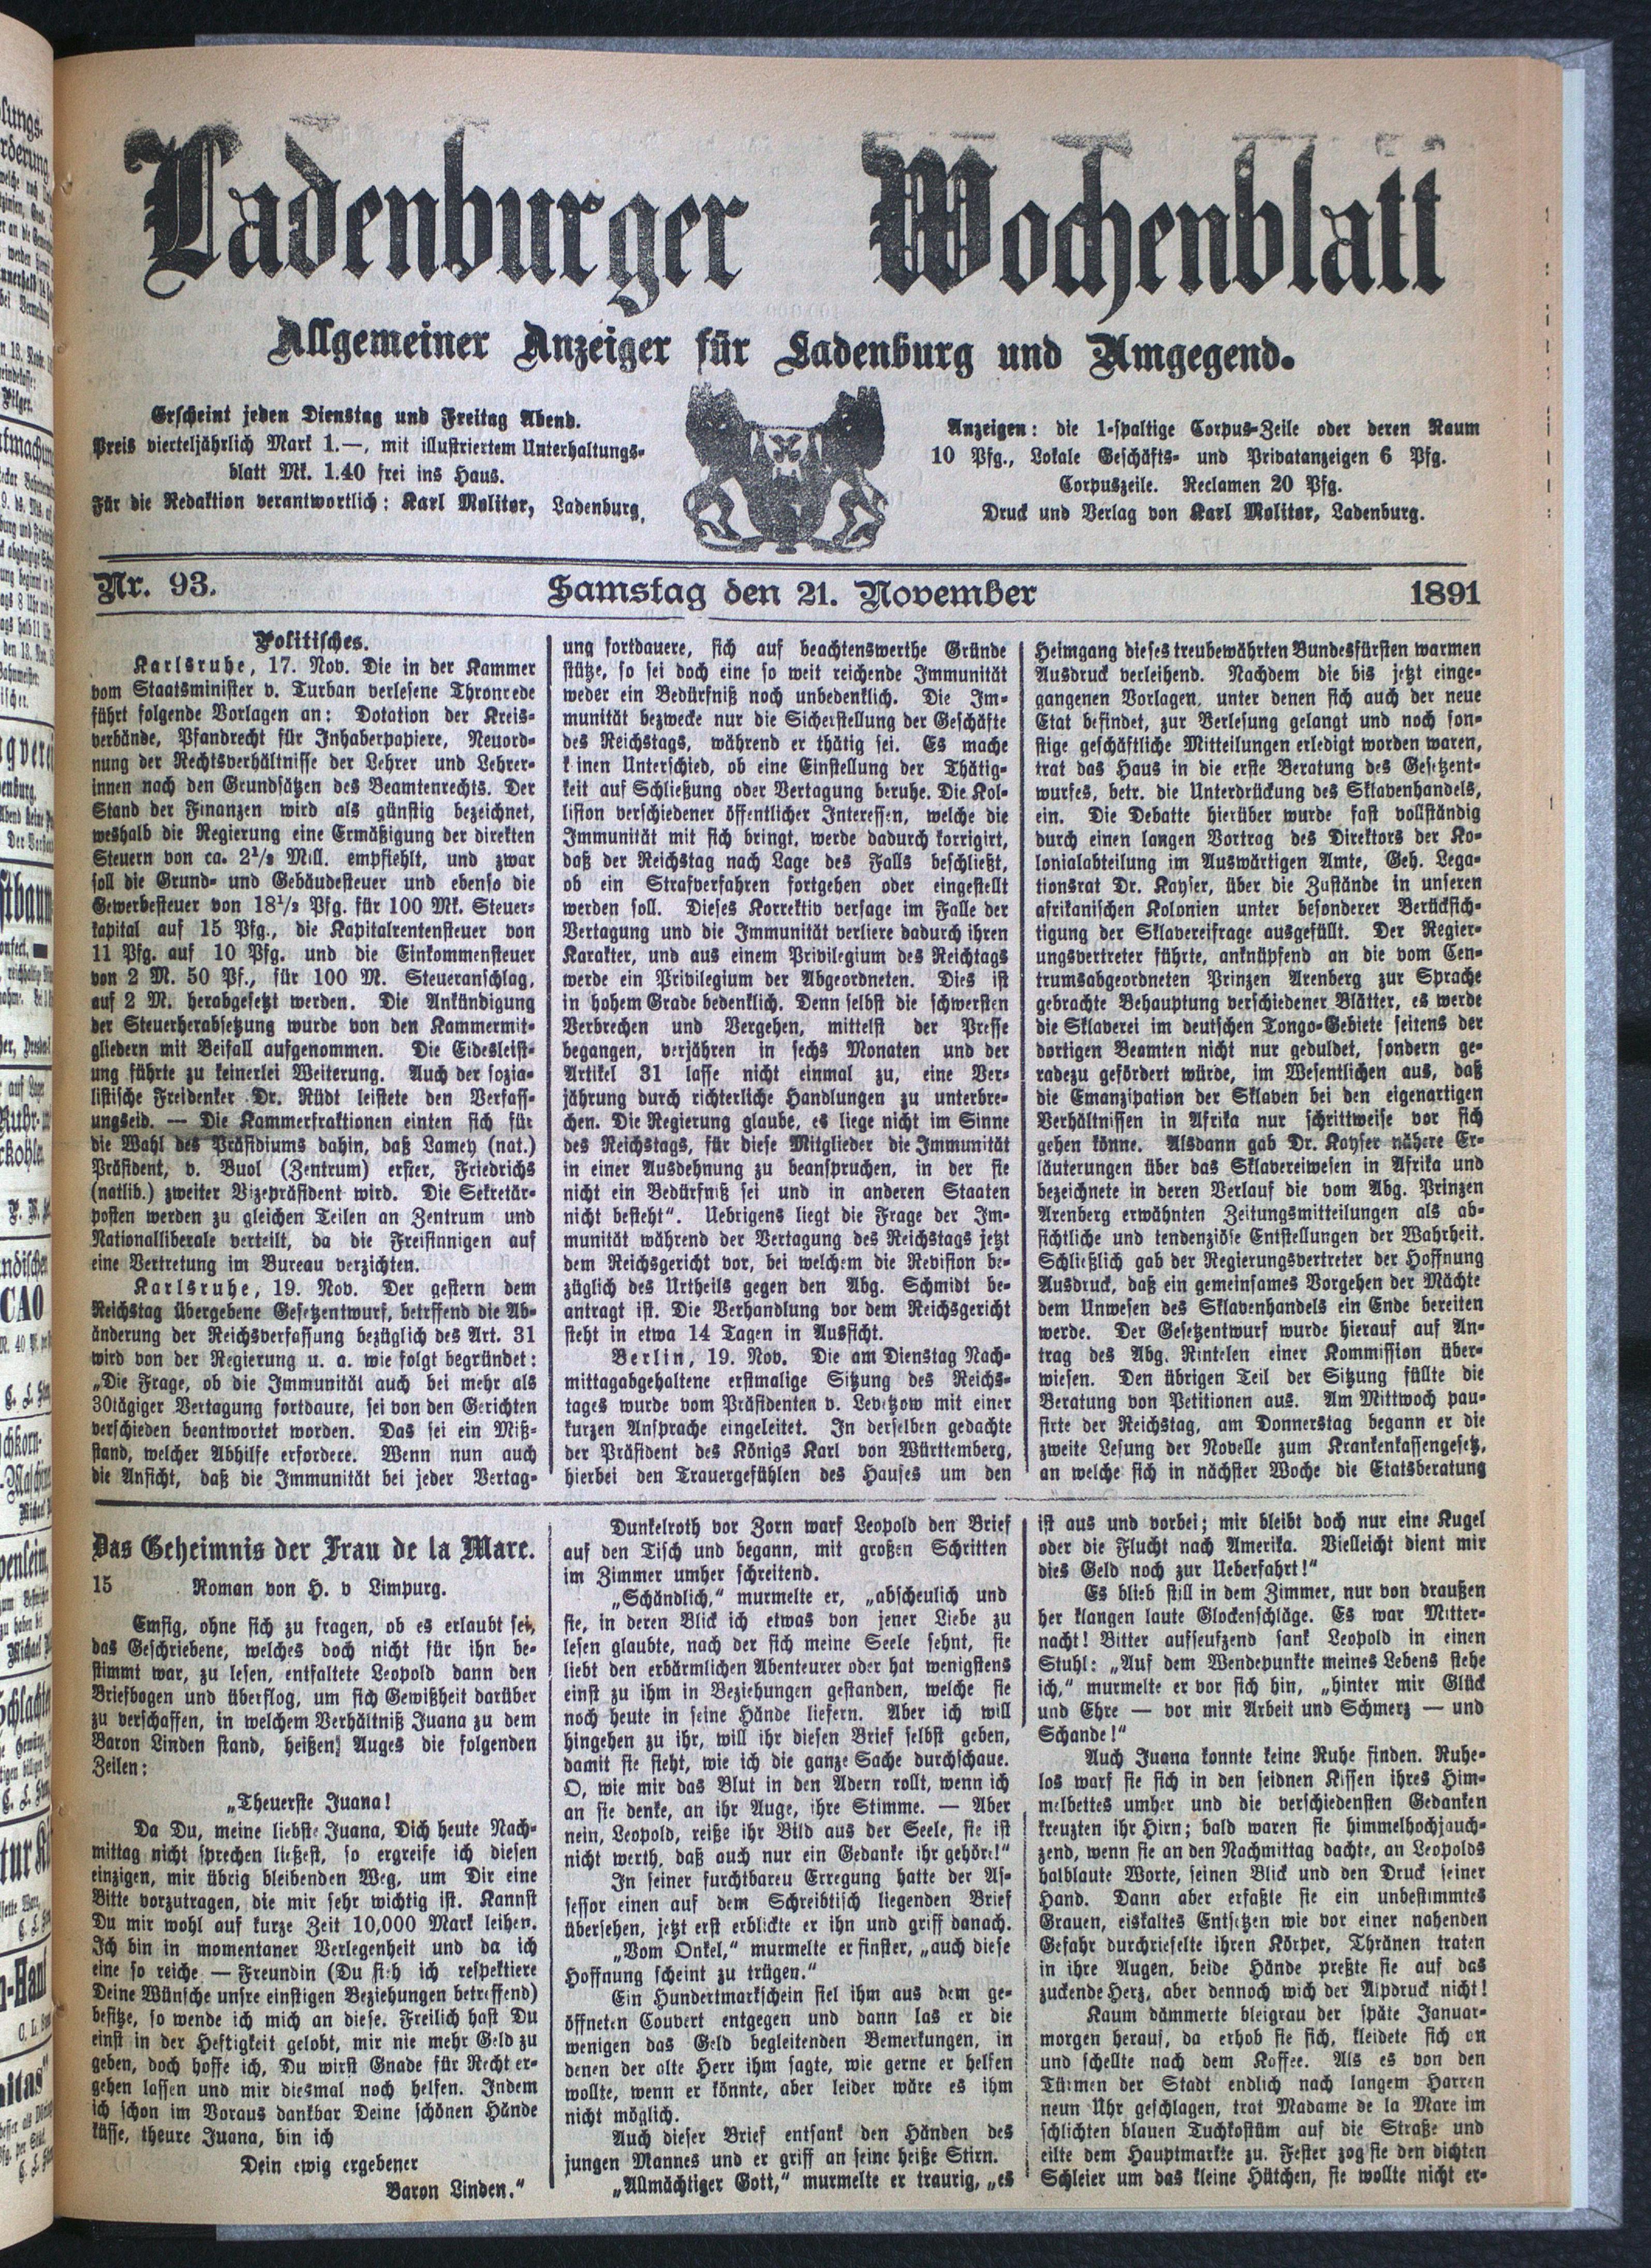 Ladenburger Wochenblatt
Allgemeiner Anzeiger für Ladenburg und Umgegend.
Erscheint jeden Dienstag und Freitag Abend.
Preis vierteljährlich Mark 1.—, mit illustriertem Unterhaltungs-
blatt Mk. 1.40 frei ins Haus.
Für die Redaktion verantwortlich: Karl Molitor, Ladenburg,
Anzeigen: die 1-spaltige Corpus-Zeile oder deren Raum
10 Pfg., Lokale Geschäfts- und Privatanzeigen 6 Pfg.
Corpuszeile. Reclamen 20 Pfg.
Druck und Verlag von Karl Molitor, Ladenburg.
Nr. 93. Samstag den 21. November 1891
Politisches.
Karlsruhe, 17. Nov. Die in der Kammer
vom Staatsminister v. Turban verlesene Thronrede
führt folgende Vorlagen an: Dotation der Kreis-
verbände, Pfandrecht für Inhaberpapiere, Neuord-
nung der Rechtsverhältnisse der Lehrer und Lehrer-
innen nach den Grundsätzen des Beamtenrechts. Der
Stand der Finanzen wird als günstig bezeichnet,
weshalb die Regierung eine Ermäßigung der direkten
Steuern von ca. 2½ Mill. empfiehlt, und zwar
soll die Grund- und Gebäudesteuer und ebenso die
Gewerbesteuer von 18½ Pfg. für 100 Mk. Steuer-
kapital auf 15 Pfg., die Kapitalrentensteuer von
11 Pfg. auf 10 Pfg. und die Einkommensteuer
von 2 M. 50 Pf., für 100 M. Steueranschlag,
auf 2 M. herabgesetzt werden. Die Ankündigung
der Steuerherabsetzung wurde von den Kammermit-
gliedern mit Beifall aufgenommen. Die Eidesleist-
ung führte zu keinerlei Weiterung. Auch der sozia-
listische Freidenker Dr. Rüdt leistete den Verfass-
ungseid. — Die Kammerfraktionen einten sich für
die Wahl des Präsidiums dahin, daß Lamey (nat.)
Präsident, v. Buol (Zentrum) erster, Friedrichs
(natlib.) zweiter Vizepräsident wird. Die Sekretär-
posten werden zu gleichen Teilen an Zentrum und
Nationalliberale verteilt, da die Freisinnigen auf
eine Vertretung im Bureau verzichten.
Karlsruhe, 19. Nov. Der gestern dem
Reichstag übergebene Gesetzentwurf, betrffend die Ab-
änderung der Reichsverfassung bezüglich des Art. 31
wird von der Regierung u. a. wie folgt begründet:
„Die Frage, ob die Immunität auch bei mehr als
30tägiger Vertagung fortdaure, sei von den Gerichten
verschieden beantwortet worden. Das sei ein Miß-
stand, welcher Abhilfe erfordere. Wenn nun auch
die Ansicht, daß die Immunität bei jeder Vertag-
ung fortdauere, sich auf beachtenswerthe Gründe
stütze, so sei doch eine so weit reichende Immunität
weder ein Bedürfniß noch unbedenklich. Die Im-
munität bezwecke nur die Sicherstellung der Geschäfte
des Reichstags, während er thätig sei. Es mache
k inen Unterschied, ob eine Einstellung der Thätig-
keit auf Schließung oder Vertagung beruhe. Die Kol-
lision verschiedener öffentlicher Interessen, welche die
Immunität mit sich bringt, werde dadurch korrigirt,
daß der Reichstag nach Lage des Falls beschließt,
ob ein Strafverfahren fortgehen oder eingestellt
werden soll. Dieses Korrektiv versage im Falle der
Vertagung und die Immunität verliere dadurch ihren
Karakter, und aus einem Privilegium des Reichtags
werde ein Privilegium der Abgeordneten. Dies ist
in hohem Grade bedenklich. Denn selbst die schwersten
Verbrechen und Vergehen, mittelst der Presse
begangen, verjähren in sechs Monaten und der
Artikel 31 lasse nicht einmal zu, eine Ver-
jährung durch richterliche Handlungen zu unterbre-
chen. Die Regierung glaube, es liege nicht im Sinne
des Reichstags, für diese Mitglieder die Immunität
in einer Ausdehnung zu beanspruchen, in der sie
nicht ein Bedürfniß sei und in anderen Staaten
nicht besteht“. Uebrigens liegt die Frage der Im-
munität während der Vertagung des Reichstags jetzt
dem Reichsgericht vor, bei welchem die Revision be-
züglich des Urtheils gegen den Abg. Schmidt be-
antragt ist. Die Verhandlung vor dem Reichsgericht
steht in etwa 14 Tagen in Aussicht.
Berlin, 19. Nov. Die am Dienstag Nach-
mittagabgehaltene erstmalige Sitzung des Reichs-
tages wurde vom Präsidenten v. Levetzow mit einer
kurzen Ansprache eingeleitet. In derselben gedachte
der Präsident des Königs Karl von Württemberg,
hierbei den Trauergefühlen des Hauses um den
Heimgang dieses treubewährten Bundesfürsten warmen
Ausdruck verleihend. Nachdem die bis jetzt einge-
gangenen Vorlagen, unter denen sich auch der neue
Etat befindet, zur Verlesung gelangt und noch son-
stige geschäftliche Mitteilungen erledigt worden waren,
trat das Haus in die erste Beratung des Gesetzent-
wurfes, betr. die Unterdrückung des Sklavenhandels,
ein. Die Debatte hierüber wurde fast vollständig
durch einen langen Vortrag des Direktors der Ko-
lonialabteilung im Auswärtigen Amte, Geh. Lega-
tionsrat Dr. Kayser, über die Zustände in unseren
afrikanischen Kolonien unter besonderer Berücksich-
tigung der Sklavereifrage ausgefüllt. Der Regier-
ungsvertreter führte, anknüpfend an die vom Cen-
trumsabgeordneten Prinzen Arenberg zur Sprache
gebrachte Behauptung verschiedener Blätter, es werde
die Sklaverei im deutschen Tongo-Gebiete seitens der
dortigen Beamten nicht nur geduldet, sondern ge-
radezu gefördert würde, im Wesentlichen aus, daß
die Emanzipation der Sklaven bei den eigenartigen
Verhältnissen in Afrika nur schrittweise vor sich
gehen könne. Alsdann gab Dr. Kayser nähere Er-
läuterungen über das Sklavereiwesen in Afrika und
bezeichnete in deren Verlauf die vom Abg. Prinzen
Arenberg erwähnten Zeitungsmitteilungen als ab-
sichtliche und tendenziöse Entstellungen der Wahrheit.
Schließlich gab der Regierungsvertreter der Hoffnung
Ausdruck, daß ein gemeinsames Vorgehen der Mächte
dem Unwesen des Sklavenhandels ein Ende bereiten
werde. Der Gesetzentwurf wurde hierauf auf An-
trag des Abg. Rintelen einer Kommission über-
wiesen. Den übrigen Teil der Sitzung füllte die
Beratung von Petitionen aus. Am Mittwoch pau-
sirte der Reichstag, am Donnerstag begann er die
zweite Lesung der Novelle zum Krankenkassengesetz,
an welche sich in nächster Woche die Etatsberatung
Das Geheimnis der Frau de la Mare.
15 Roman von H. v Limpurg.
Emsig, ohne sich zu fragen, ob es erlaubt sei,
das Geschriebene, welches doch nicht für ihn be-
stimmt war, zu lesen, entfaltete Leopold dann den
Briefbogen und überflog, um sich Gewißheit darüber
zu verschaffen, in welchem Verhältniß Juana zu dem
Baron Linden stand, heißen Auges die folgenden
Zeilen:
„Theuerste Juana!
Da Du, meine liebste Juana, Dich heute Nach-
mittag nicht sprechen ließest, so ergreife ich diesen
einzigen, mir übrig bleibenden Weg, um Dir eine
Bitte vorzutragen, die mir sehr wichtig ist. Kannst
Du mir wohl auf kurze Zeit 10,000 Mark leihen.
Ich bin in momentaner Verlegenheit und da ich
eine so reiche — Freundin (Du sieh ich respektiere
Deine Wünsche unsre einstigen Beziehungen betreffend)
besitze, so wende ich mich an diese. Freilich hast Du
einst in der Heftigkeit gelobt, mir nie mehr Geld zu
geben, doch hoffe ich, Du wirst Gnade für Recht er-
gehen lassen und mir diesmal noch helfen. Indem
ich schon im Voraus dankbar Deine schönen Hände
küsse, theure Juana, bin ich
Dein ewig ergebener
Baron Linden.“
Dunkelroth vor Zorn warf Leopold den Brief
auf den Tisch und begann, mit großen Schritten
im Zimmer umher schreitend.
„Schändlich,“ murmelte er, „abscheulich und
sie, in deren Blick ich etwas von jener Liebe zu
lesen glaubte, nach der sich meine Seele sehnt, sie
liebt den erbärmlichen Abenteurer oder hat wenigstens
einst zu ihm in Beziehungen gestanden, welche sie
noch heute in seine Hände liefern. Aber ich will
hingehen zu ihr, will ihr diesen Brief selbst geben,
damit sie sieht, wie ich die ganze Sache durchschaue.
O, wie mir das Blut in den Adern rollt, wenn ich
an sie denke, an ihr Auge, ihre Stimme. — Aber
nein, Leopold, reiße ihr Bild aus der Seele, sie ist
nicht werth, daß auch nur ein Gedanke ihr gehöre!“
In seiner furchtbareu Erregung hatte der As-
sessor einen auf dem Schreibtisch liegenden Brief
übersehen, jetzt erst erblickte er ihn und griff danach.
„Vom Onkel,“ murmelte er finster, „auch diese
Hoffnung scheint zu trügen.“
Ein Hundertmarkschein fiel ihm aus dem ge-
öffneten Couvert entgegen und dann las er die
wenigen das Geld begleitenden Bemerkungen, in
denen der alte Herr ihm sagte, wie gerne er helfen
wollte, wenn er könnte, aber leider wäre es ihm
nicht möglich.
Auch dieser Brief entsank den Händen des
jungen Mannes und er griff an seine heiße Stirn.
„Allmächtiger Gott,“ murmelte er traurig, „es
ist aus und vorbei; mir bleibt doch nur eine Kugel
oder die Flucht nach Amerika. Vielleicht dient mir
dies Geld noch zur Ueberfahrt!“
Es blieb still in dem Zimmer, nur von draußen
her klangen laute Glockenschläge. Es war Mitter-
nacht! Bitter aufseufzend sank Leopold in einen
Stuhl: „Auf dem Wendepunkte meines Lebens stehe
ich,“ murmelte er vor sich hin, „hinter mir Glück
und Ehre — vor mir Arbeit und Schmerz — und
Schande!“
Auch Juana konnte keine Ruhe finden. Ruhe-
los warf sie sich in den seidnen Kissen ihres Him-
melbettes umher und die verschiedensten Gedanken
kreuzten ihr Hirn; bald waren sie himmelhochjauch-
zend, wenn sie an den Nachmittag dachte, an Leopolds
halblaute Worte, seinen Blick und den Druck seiner
Hand. Dann aber erfaßte sie ein unbestimmtes
Grauen, eiskaltes Entsetzen wie vor einer nahenden
Gefahr durchrieselte ihren Körper, Thränen traten
in ihre Augen, beide Hände preßte sie auf das
zuckende Herz, aber dennoch wich der Alpdruck nicht!
Kaum dämmerte bleigrau der späte Januar-
morgen herauf, da erhob sie sich, kleidete sich an
und schellte nach dem Kaffee. Als es von den
Türmen der Stadt endlich nach langem Harren
neun Uhr geschlagen, trat Madame de la Mare im
schlichten blauen Tuchkostüm auf die Straße und
eilte dem Hauptmarkte zu. Fester zog sie den dichten
Schleier um das kleine Hütchen, sie wollte nicht er-